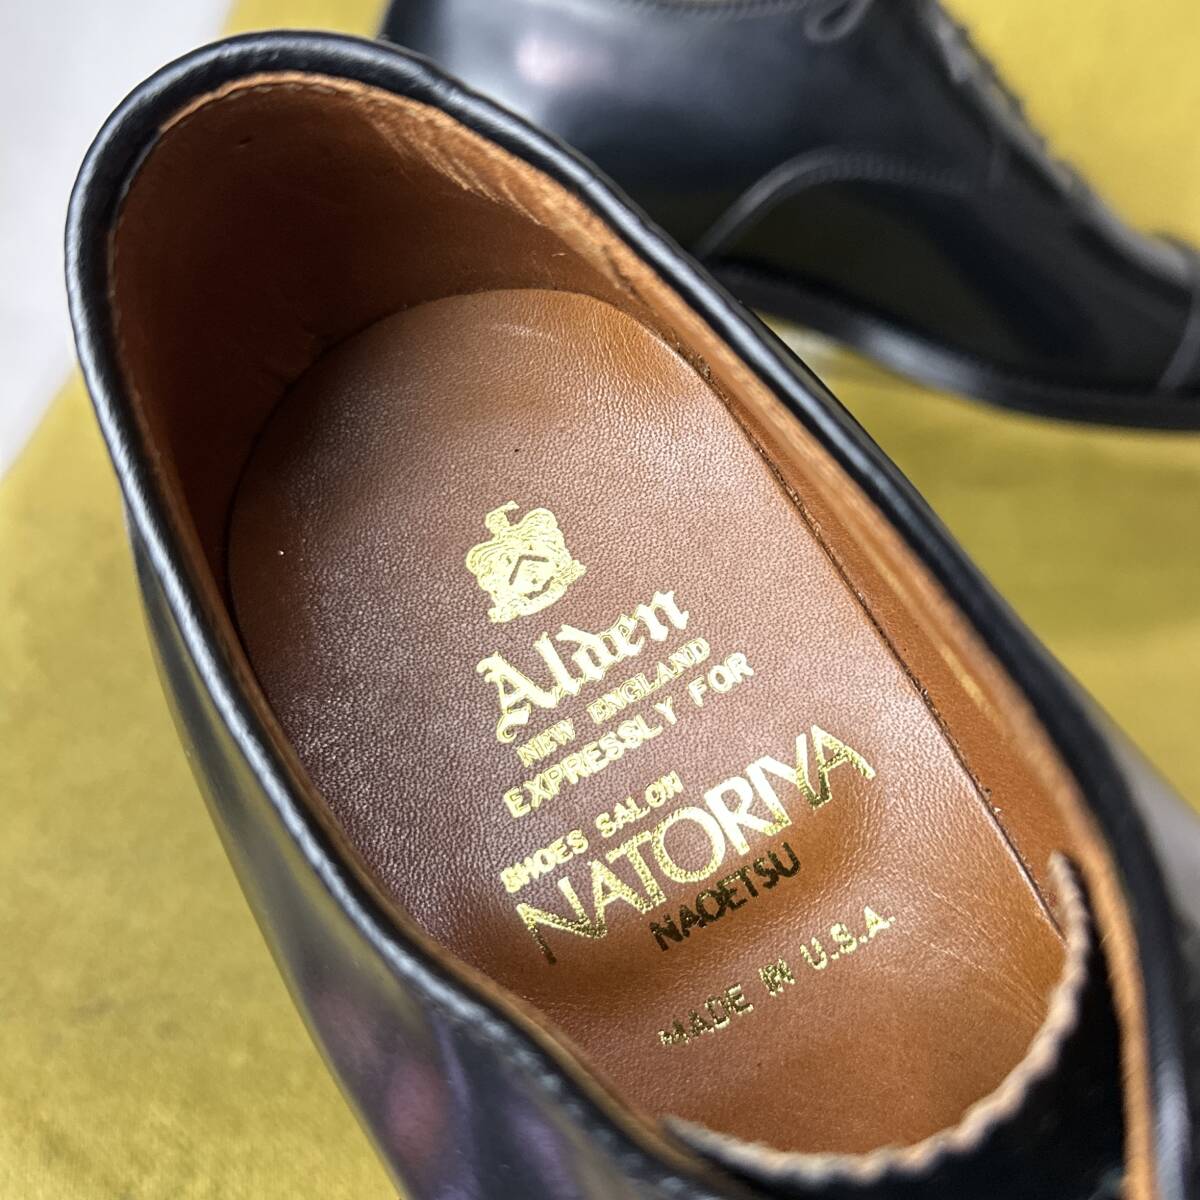 Alden
NEW ENGLAND
EXPRESSLY FOR
SHOES SALON
NATORIYA
NAOETSU
MADE IN U.S.A.